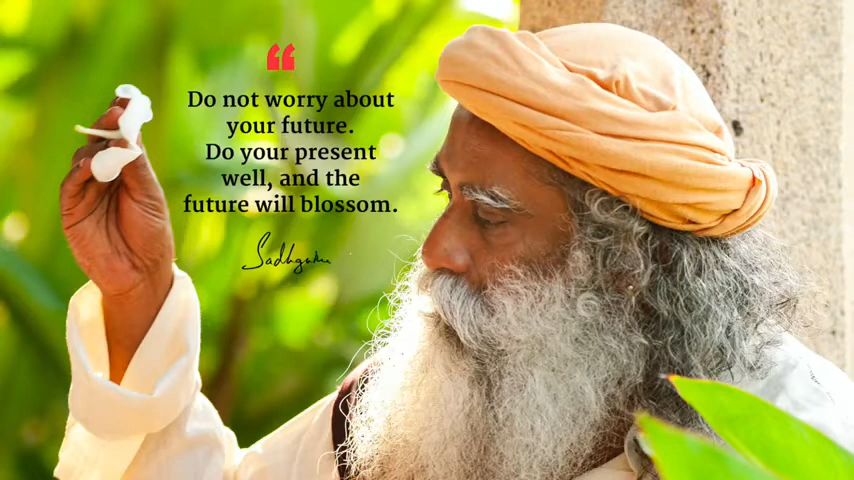 ❝
Do not worry about
your future.
Do your present
well, and the
future will blossom.
Sadhguru